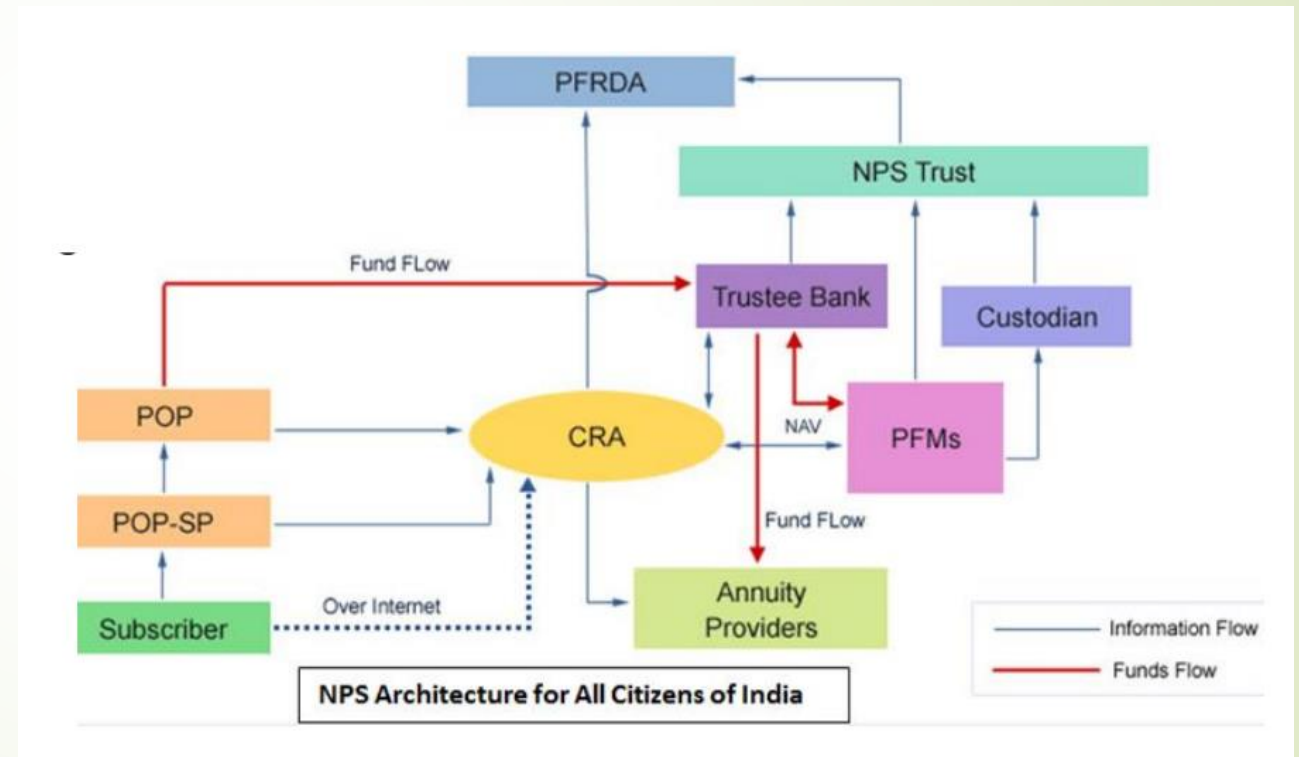 PFRDA
NPS Trust
Fund FLow
Trustee Bank
Custodian
POP
CRA
NAV
PFMs
POP-SP
Fund FLow
Annuity
Providers
Over Internet
Subscriber
Information Flow
Funds Flow
NPS Architecture for All Citizens of India